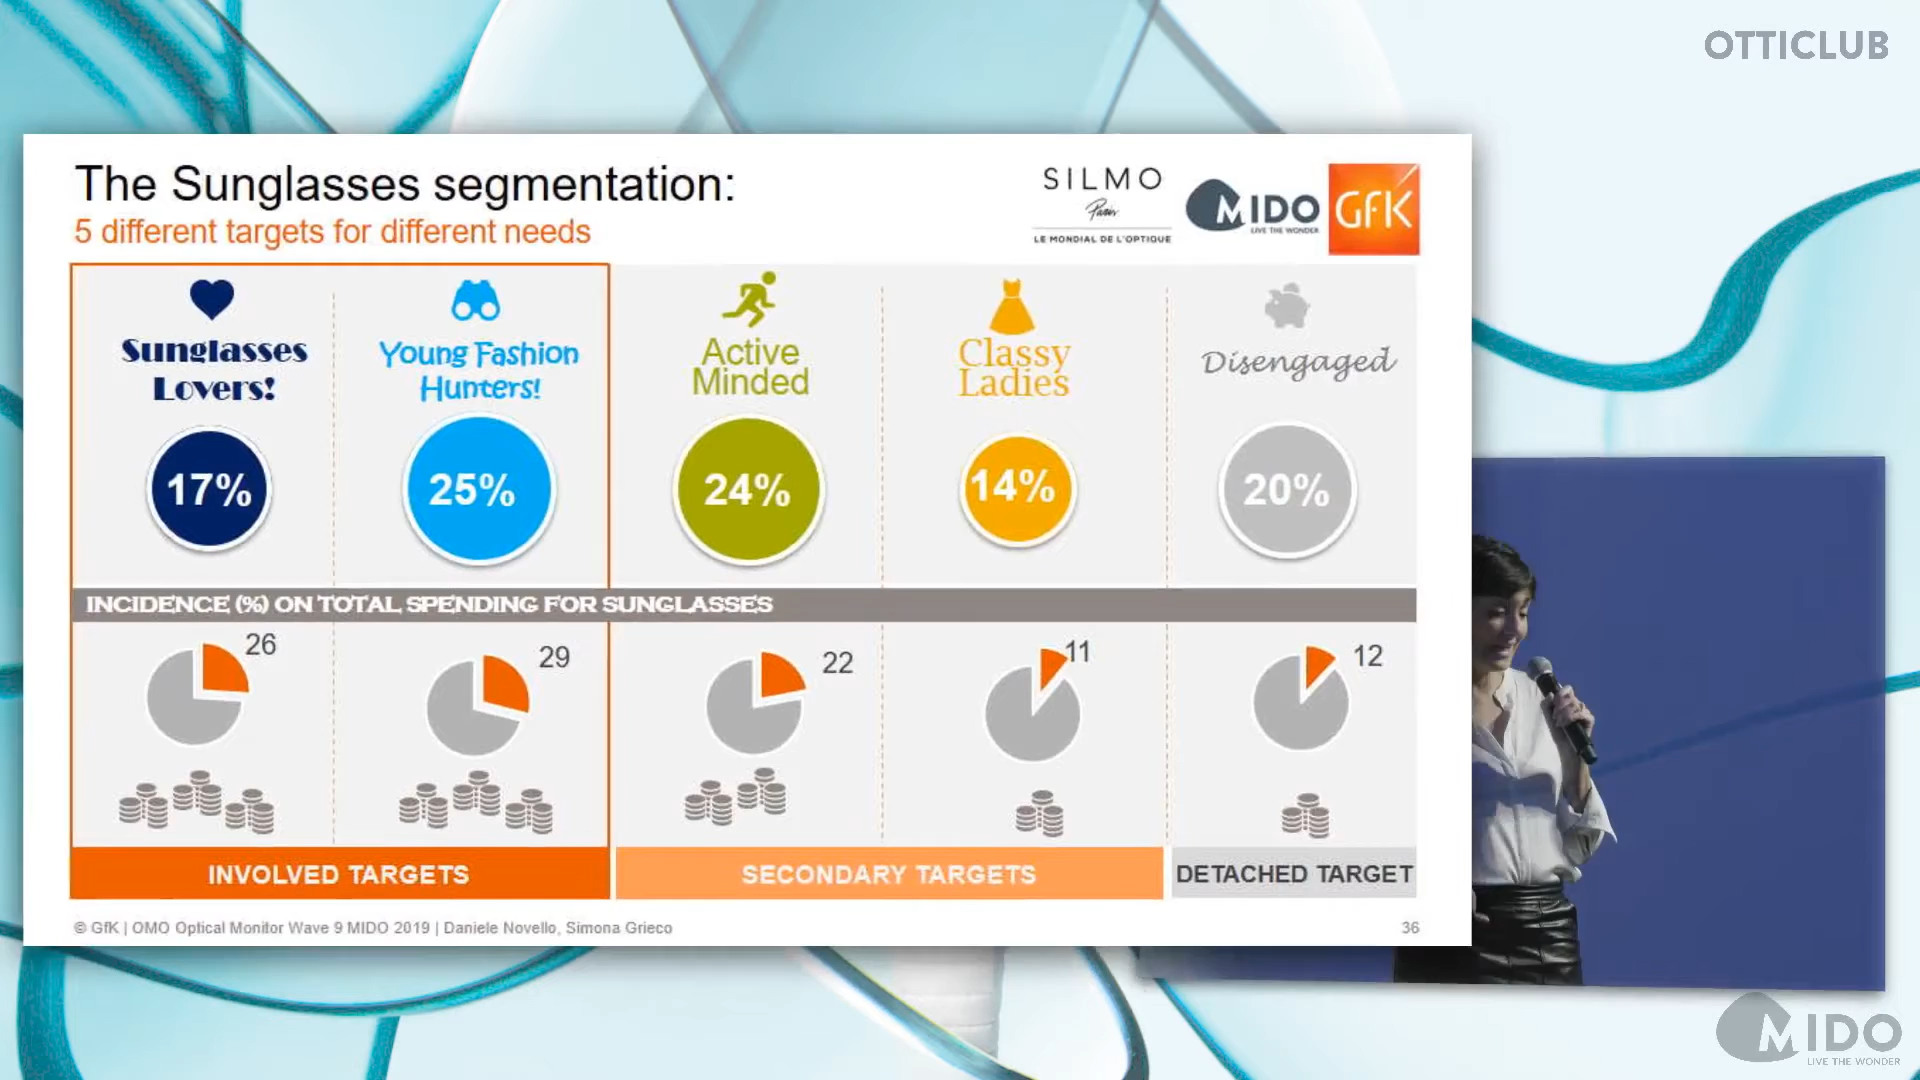 OTTICLUB
The Sunglasses segmentation:
5 different targets for different needs
SILMO
Paris
LE MONDIAL DE L'OPTIQUE
MIDO
LIVE THE WONDER
GfK
Sunglasses
Lovers!
Young Fashion
Hunters!
Active
Minded
Classy
Ladies
Disengaged
17%
25%
24%
14%
20%
INCIDENCE (%) ON TOTAL SPENDING FOR SUNGLASSES
26
29
22
11
12
INVOLVED TARGETS
SECONDARY TARGETS
DETACHED TARGET
© GfK | OMO Optical Monitor Wave 9 MIDO 2019 | Daniele Novello, Simona Grieco
36
MIDO
LIVE THE WONDER